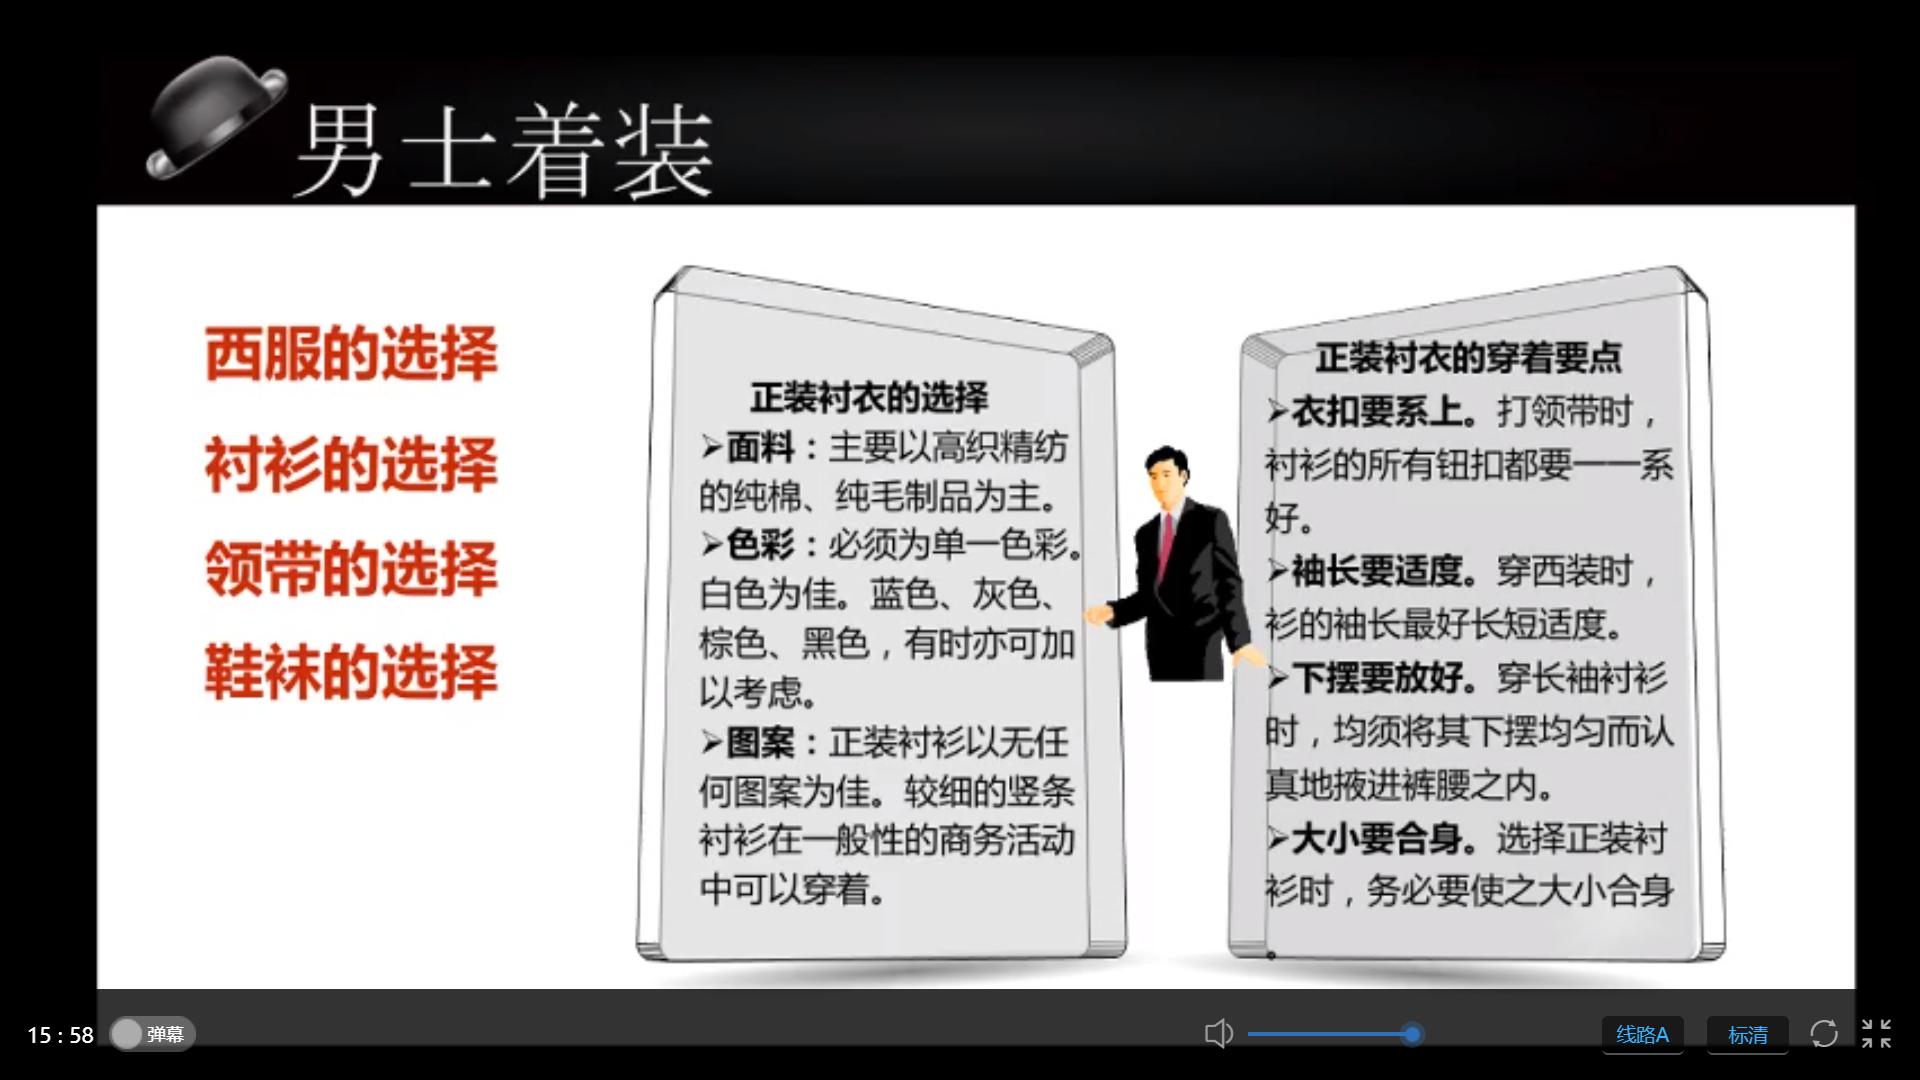 男士着装
西服的选择
衬衫的选择
领带的选择
鞋袜的选择
正装衬衣的选择
➢面料：主要以高织精纺
的纯棉、纯毛制品为主。
➢色彩：必须为单一色彩。
白色为佳。蓝色、灰色、
棕色、黑色，有时亦可加
以考虑。
➢图案：正装衬衫以无任
何图案为佳。较细的竖条
衬衫在一般性的商务活动
中可以穿着。
正装衬衣的穿着要点
➢衣扣要系上。打领带时，
衬衫的所有钮扣都要一一系
好。
➢袖长要适度。穿西装时，
衫的袖长最好长短适度。
➢下摆要放好。穿长袖衬衫
时，均须将其下摆均匀而认
真地掖进裤腰之内。
➢大小要合身。选择正装衬
衫时，务必要使之大小合身
15:58
弹幕
线路A
标清